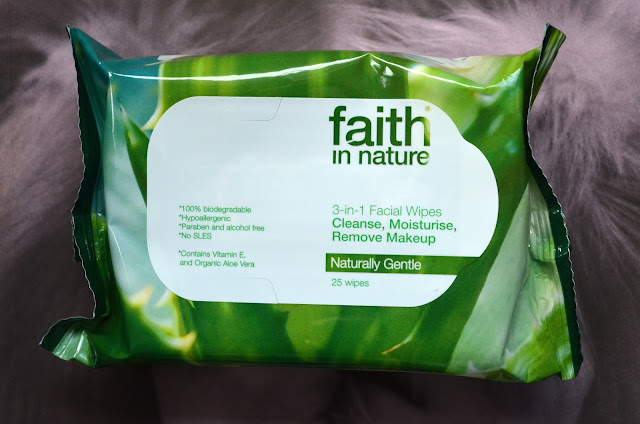 faith
in nature
*100% biodegradable
*Hypoallergenic
*Paraben and alcohol free
*No SLES
*Contains Vitamin E,
and Organic Aloe Vera
3-in-1 Facial Wipes
Cleanse, Moisturise,
Remove Makeup
Naturally Gentle
25 wipes